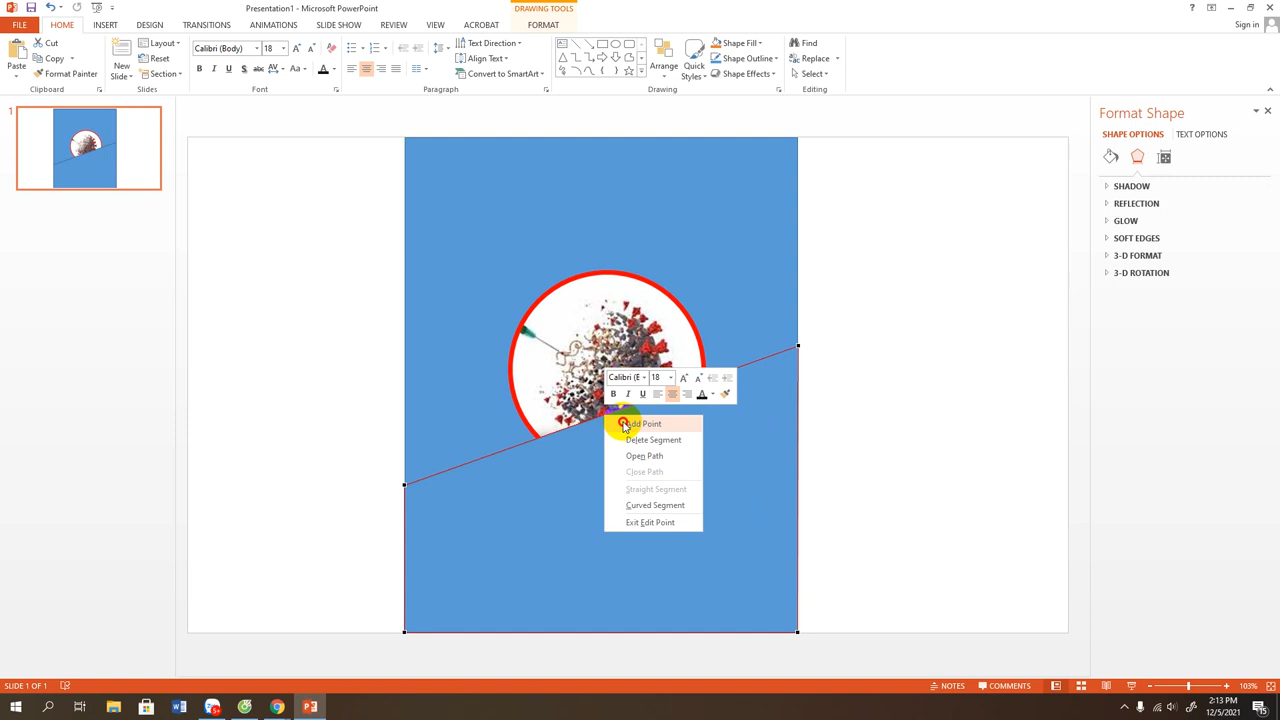 Presentation1 - Microsoft PowerPoint
DRAWING TOOLS
FILE HOME INSERT DESIGN TRANSITIONS ANIMATIONS SLIDE SHOW REVIEW VIEW ACROBAT FORMAT
Sign in
Paste
Cut
Copy
Format Painter
Clipboard
New
Slide
Layout
Reset
Section
Slides
Calibri (Body) 18
Font
Text Direction
Align Text
Convert to SmartArt
Paragraph
Arrange
Quick
Styles
Shape Fill
Shape Outline
Shape Effects
Drawing
Find
Replace
Select
Editing
1
Calibri (E 18
Add Point
Delete Segment
Open Path
Close Path
Straight Segment
Curved Segment
Exit Edit Point
Format Shape
SHAPE OPTIONS TEXT OPTIONS
SHADOW
REFLECTION
GLOW
SOFT EDGES
3-D FORMAT
3-D ROTATION
SLIDE 1 OF 1
NOTES COMMENTS 103%
2:13 PM
12/5/2021